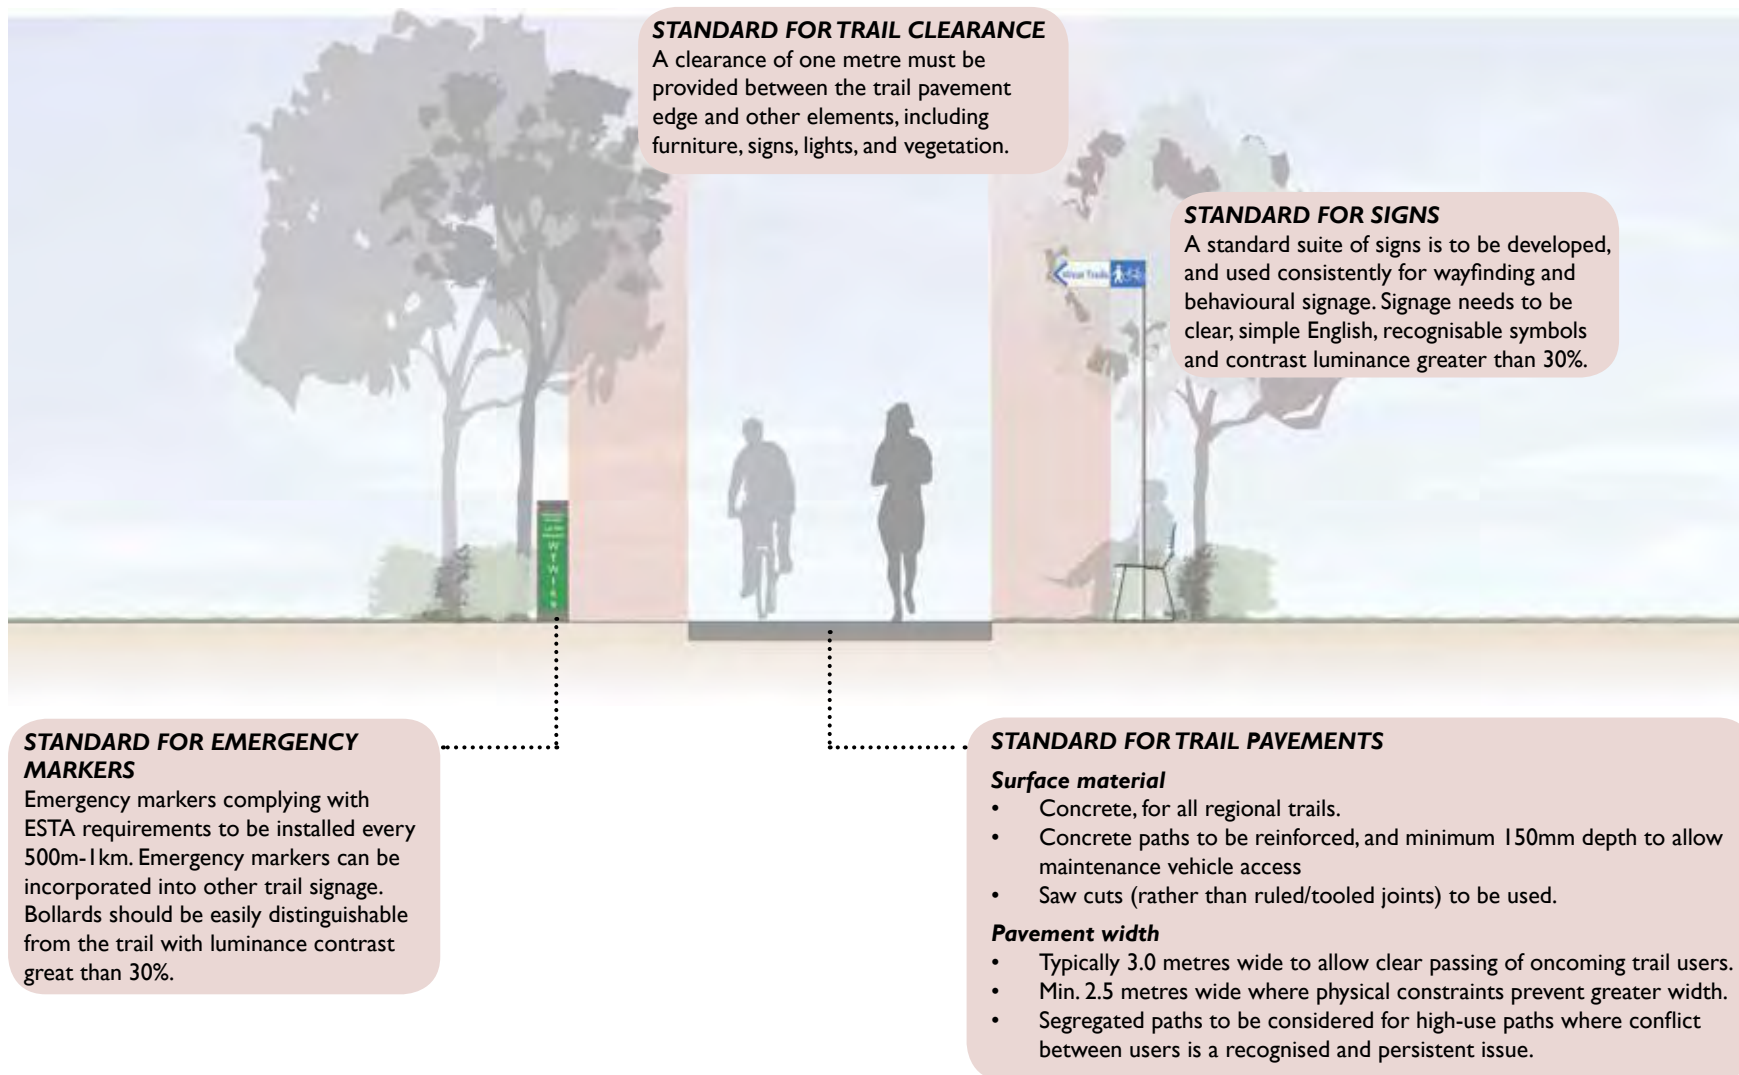 STANDARD FOR TRAIL CLEARANCE
A clearance of one metre must be
provided between the trail pavement
edge and other elements, including
furniture, signs, lights, and vegetation.
STANDARD FOR SIGNS
A standard suite of signs is to be developed,
and used consistently for wayfinding and
behavioural signage. Signage needs to be
clear, simple English, recognisable symbols
and contrast luminance greater than 30%.
Trails
STANDARD FOR EMERGENCY
MARKERS
Emergency markers complying with
ESTA requirements to be installed every
500m-1km. Emergency markers can be
incorporated into other trail signage.
Bollards should be easily distinguishable
from the trail with luminance contrast
great than 30%.
STANDARD FOR TRAIL PAVEMENTS
Surface material
• Concrete, for all regional trails.
• Concrete paths to be reinforced, and minimum 150mm depth to allow
maintenance vehicle access
• Saw cuts (rather than ruled/tooled joints) to be used.
Pavement width
• Typically 3.0 metres wide to allow clear passing of oncoming trail users.
• Min. 2.5 metres wide where physical constraints prevent greater width.
• Segregated paths to be considered for high-use paths where conflict
between users is a recognised and persistent issue.